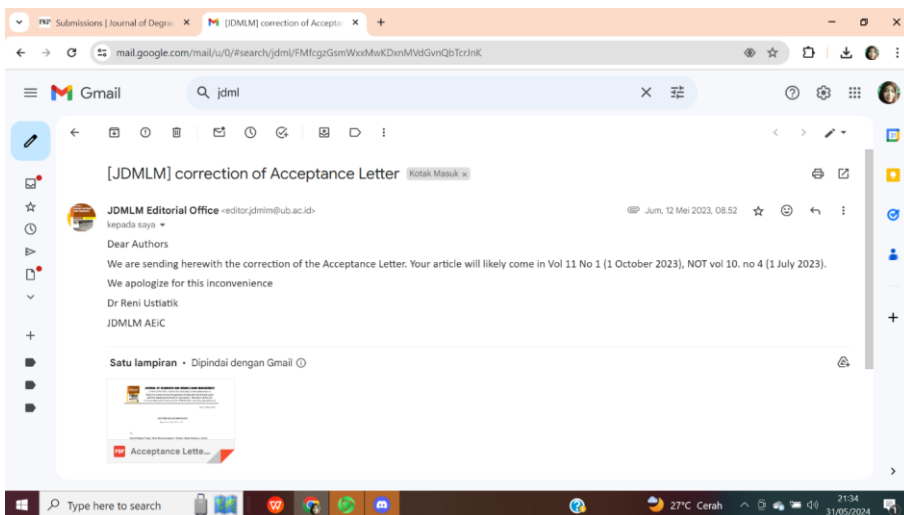 PKP Submissions | Journal of Degra
[JDMLM] correction of Accepta
mail.google.com/mail/u/0/#search/jdml/FMfcgzGsmWxxMwKDxnMVdGvnQbTcrJnK
Gmail
jdml
[JDMLM] correction of Acceptance Letter Kotak Masuk x
JDMLM Editorial Office <editor.jdmlm@ub.ac.id>
Jum, 12 Mei 2023, 08.52
kepada saya
Dear Authors
We are sending herewith the correction of the Acceptance Letter. Your article will likely come in Vol 11 No 1 (1 October 2023), NOT vol 10. no 4 (1 July 2023).
We apologize for this inconvenience
Dr Reni Ustiatik
JDMLM AEiC
Satu lampiran • Dipindai dengan Gmail
PDF Acceptance Lette...
Type here to search
27°C Cerah
21:34
31/05/2024